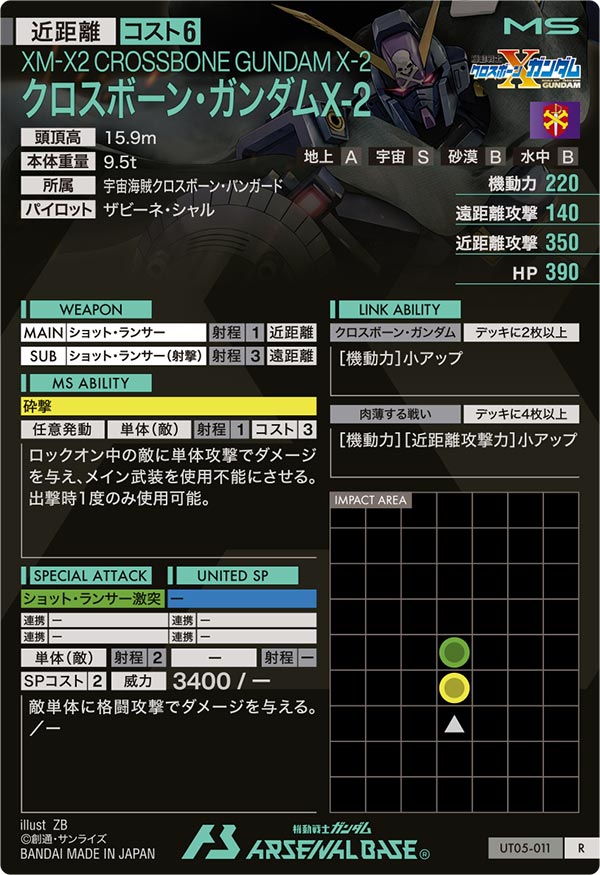 近距離 コスト6
MS
XM-X2 CROSSBONE GUNDAM X-2
クロスボーン・ガンダムX-2
機動戦士
クロスボーン・ガンダム
X
GUNDAM
頭頂高 15.9m
本体重量 9.5t
地上 A 宇宙 S 砂漠 B 水中 B
所属 宇宙海賊クロスボーン・バンガード
機動力 220
パイロット ザビーネ・シャル
遠距離攻撃 140
近距離攻撃 350
HP 390
WEAPON
MAIN ショット・ランサー 射程 1 近距離
SUB ショット・ランサー(射撃) 射程 3 遠距離
MS ABILITY
砕撃
任意発動 単体(敵) 射程 1 コスト 3
ロックオン中の敵に単体攻撃でダメージ
を与え、メイン武装を使用不能にさせる。
出撃時1度のみ使用可能。
LINK ABILITY
クロスボーン・ガンダム デッキに2枚以上
[機動力]小アップ
肉薄する戦い デッキに4枚以上
[機動力][近距離攻撃力]小アップ
IMPACT AREA
SPECIAL ATTACK UNITED SP
ショット・ランサー激突 ー
連携 ー 連携 ー
連携 ー 連携 ー
単体(敵) 射程 2 ー 射程 ー
SPコスト 2 威力 3400 / ー
敵単体に格闘攻撃でダメージを与える。
/ー
illust ZB
©創通・サンライズ
BANDAI MADE IN JAPAN
機動戦士ガンダム
AB ARSENAL BASE®
UT05-011 R